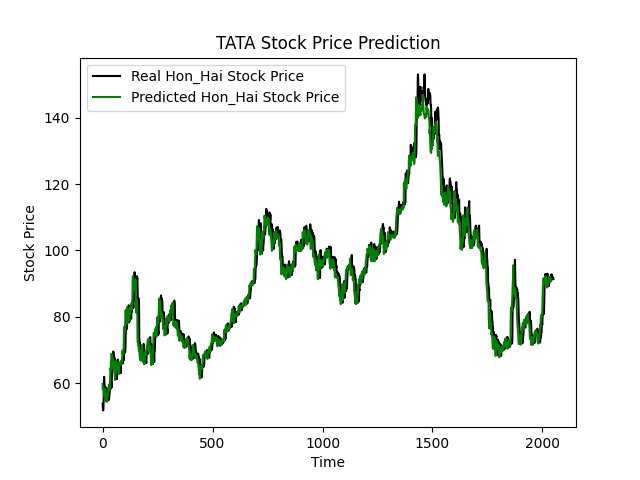 TATA Stock Price Prediction
Real Hon_Hai Stock Price
Predicted Hon_Hai Stock Price
Stock Price
140
120
100
80
60
0 500 1000 1500 2000
Time